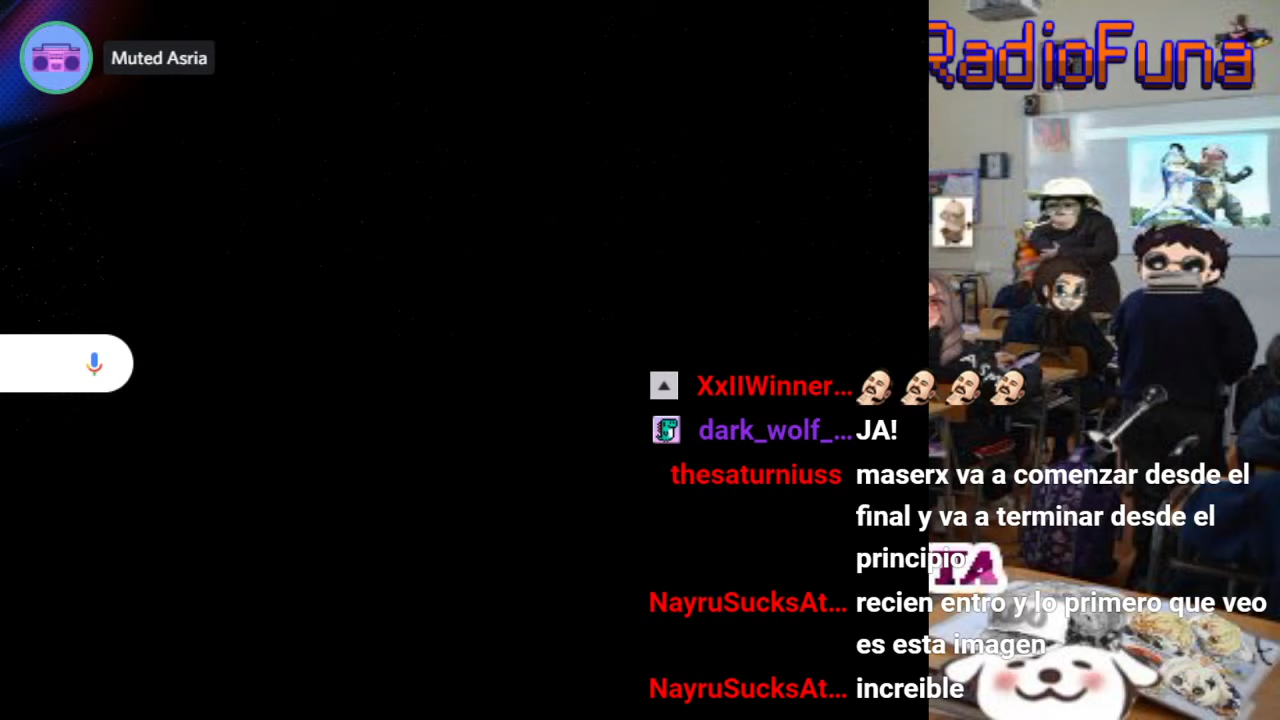 Muted Asria
RadioFuna
XxIIWinner…
dark_wolf_… JA!
thesaturniuss maserx va a comenzar desde el
final y va a terminar desde el
principio
NayruSucksAt… recien entro y lo primero que veo
es esta imagen
NayruSucksAt… increible